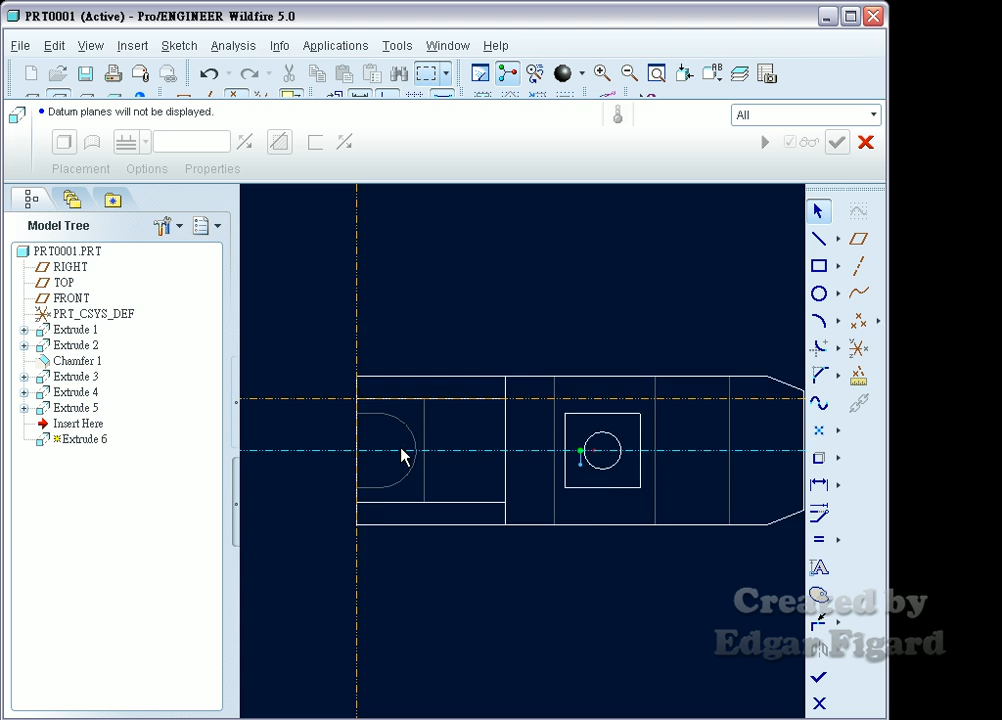 PRT0001 (Active) - Pro/ENGINEER Wildfire 5.0
File Edit View Insert Sketch Analysis Info Applications Tools Window Help
Datum planes will not be displayed.
All
Placement Options Properties
Model Tree
PRT0001.PRT
RIGHT
TOP
FRONT
PRT_CSYS_DEF
Extrude 1
Extrude 2
Chamfer 1
Extrude 3
Extrude 4
Extrude 5
Insert Here
Extrude 6
Created by
Edgar Figard